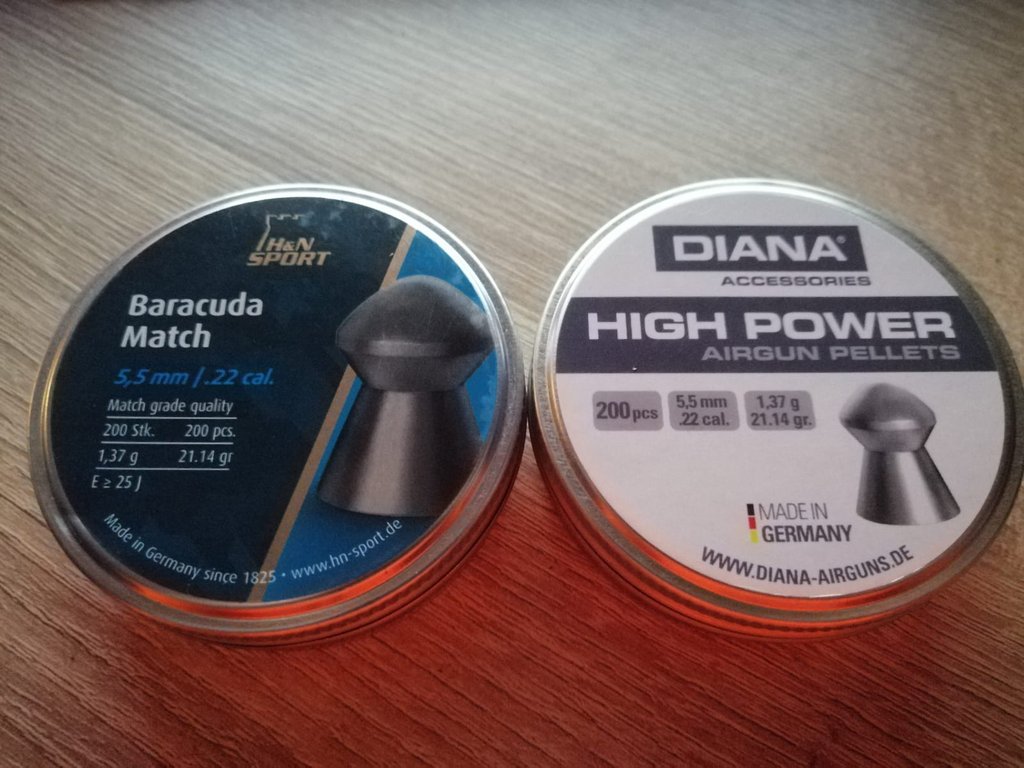 H&N
SPORT
Baracuda
Match
5,5 mm / .22 cal.
Match grade quality
200 Stk. 200 pcs.
1,37 g 21.14 gr
E ≥ 25 J
Made in Germany since 1825 • www.hn-sport.de
DIANA®
ACCESSORIES
HIGH POWER
AIRGUN PELLETS
200 pcs
5,5 mm
.22 cal.
1,37 g
21.14 gr.
MADE IN
GERMANY
WWW.DIANA-AIRGUNS.DE